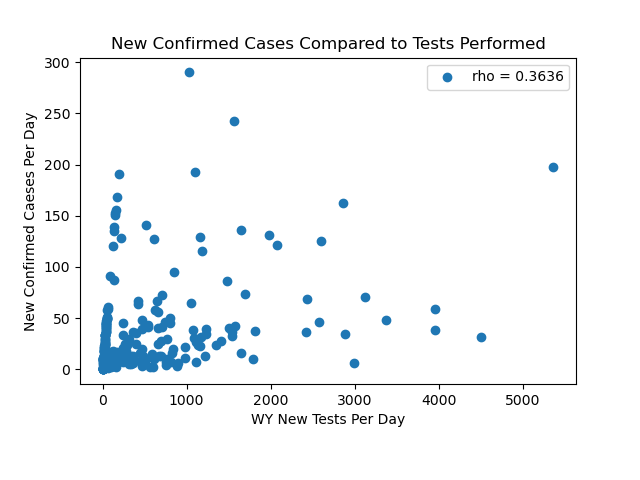 New Confirmed Cases Compared to Tests Performed
rho = 0.3636
New Confirmed Caeses Per Day
300
250
200
150
100
50
0
0 1000 2000 3000 4000 5000
WY New Tests Per Day